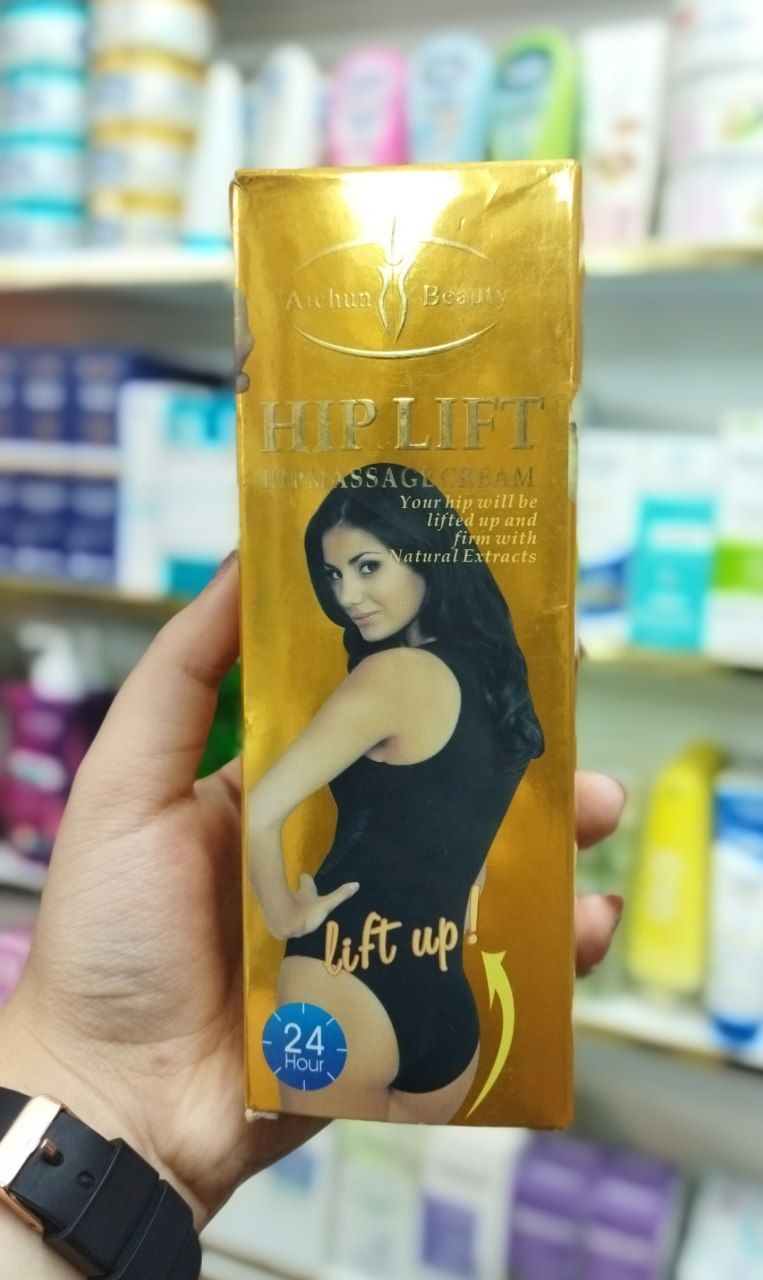 Aichun Beauty
HIP LIFT
HIP MASSAGE CREAM
Your hip will be
lifted up and
firm with
Natural Extracts
lift up!
24
Hour